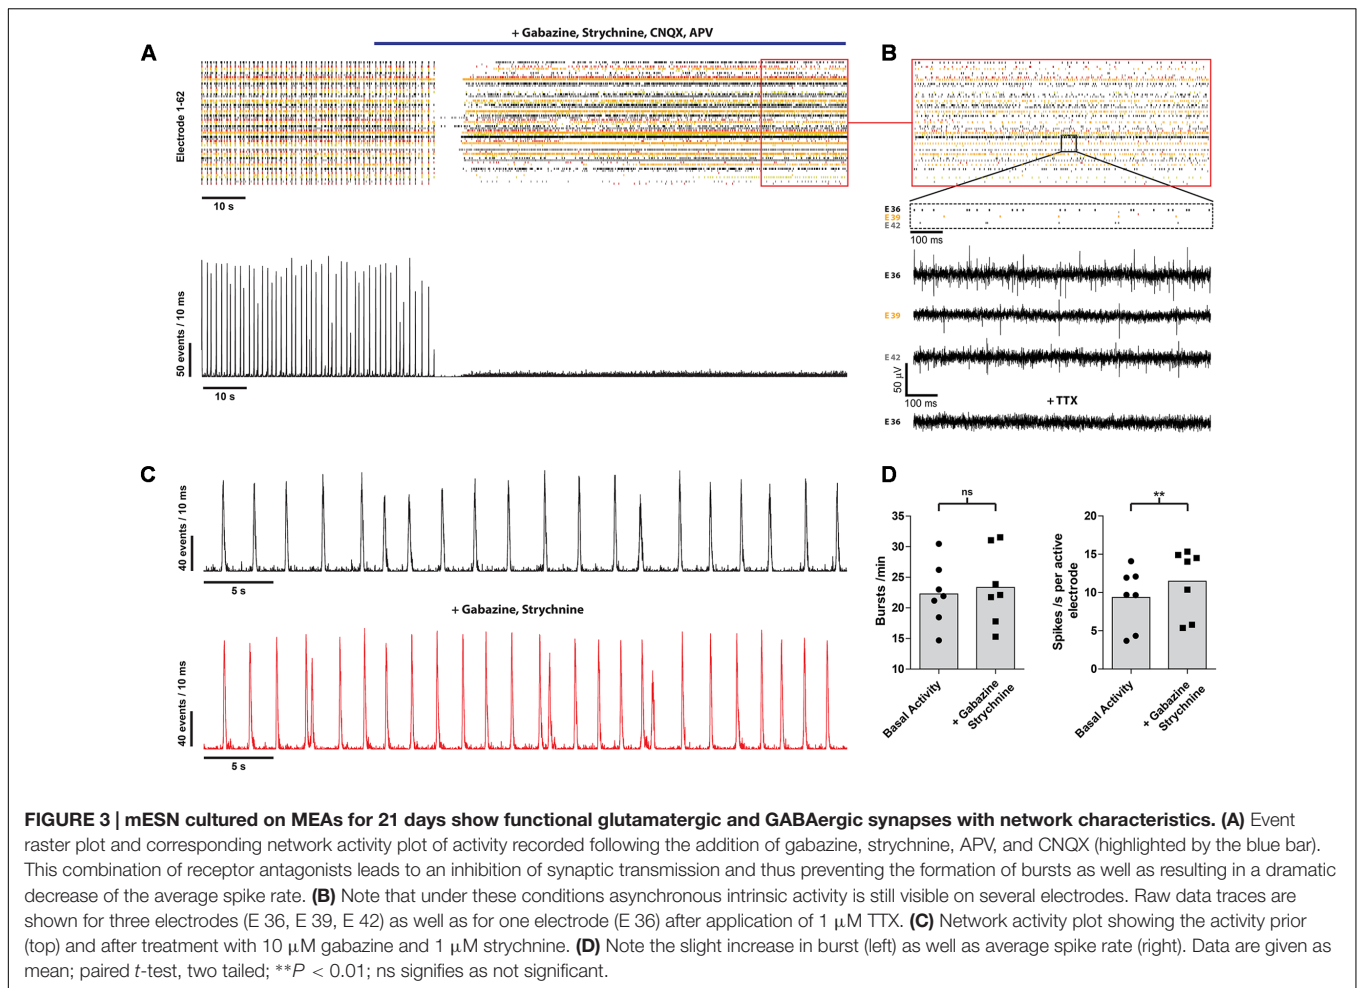 + Gabazine, Strychnine, CNQX, APV
A
Electrode 1-62
10 s
50 events / 10 ms
10 s
B
E 36
E 39
E 42
100 ms
E 36
E 39
E 42
50 µV
100 ms
+ TTX
E 36
C
40 events / 10 ms
5 s
+ Gabazine, Strychnine
40 events / 10 ms
5 s
D
ns
Bursts /min
35
30
25
20
15
10
Basal Activity
+ Gabazine
Strychnine
**
Spikes /s per active
electrode
20
15
10
5
0
Basal Activity
+ Gabazine
Strychnine
FIGURE 3 | mESN cultured on MEAs for 21 days show functional glutamatergic and GABAergic synapses with network characteristics. (A) Event
raster plot and corresponding network activity plot of activity recorded following the addition of gabazine, strychnine, APV, and CNQX (highlighted by the blue bar).
This combination of receptor antagonists leads to an inhibition of synaptic transmission and thus preventing the formation of bursts as well as resulting in a dramatic
decrease of the average spike rate. (B) Note that under these conditions asynchronous intrinsic activity is still visible on several electrodes. Raw data traces are
shown for three electrodes (E 36, E 39, E 42) as well as for one electrode (E 36) after application of 1 µM TTX. (C) Network activity plot showing the activity prior
(top) and after treatment with 10 µM gabazine and 1 µM strychnine. (D) Note the slight increase in burst (left) as well as average spike rate (right). Data are given as
mean; paired t-test, two tailed; **P < 0.01; ns signifies as not significant.